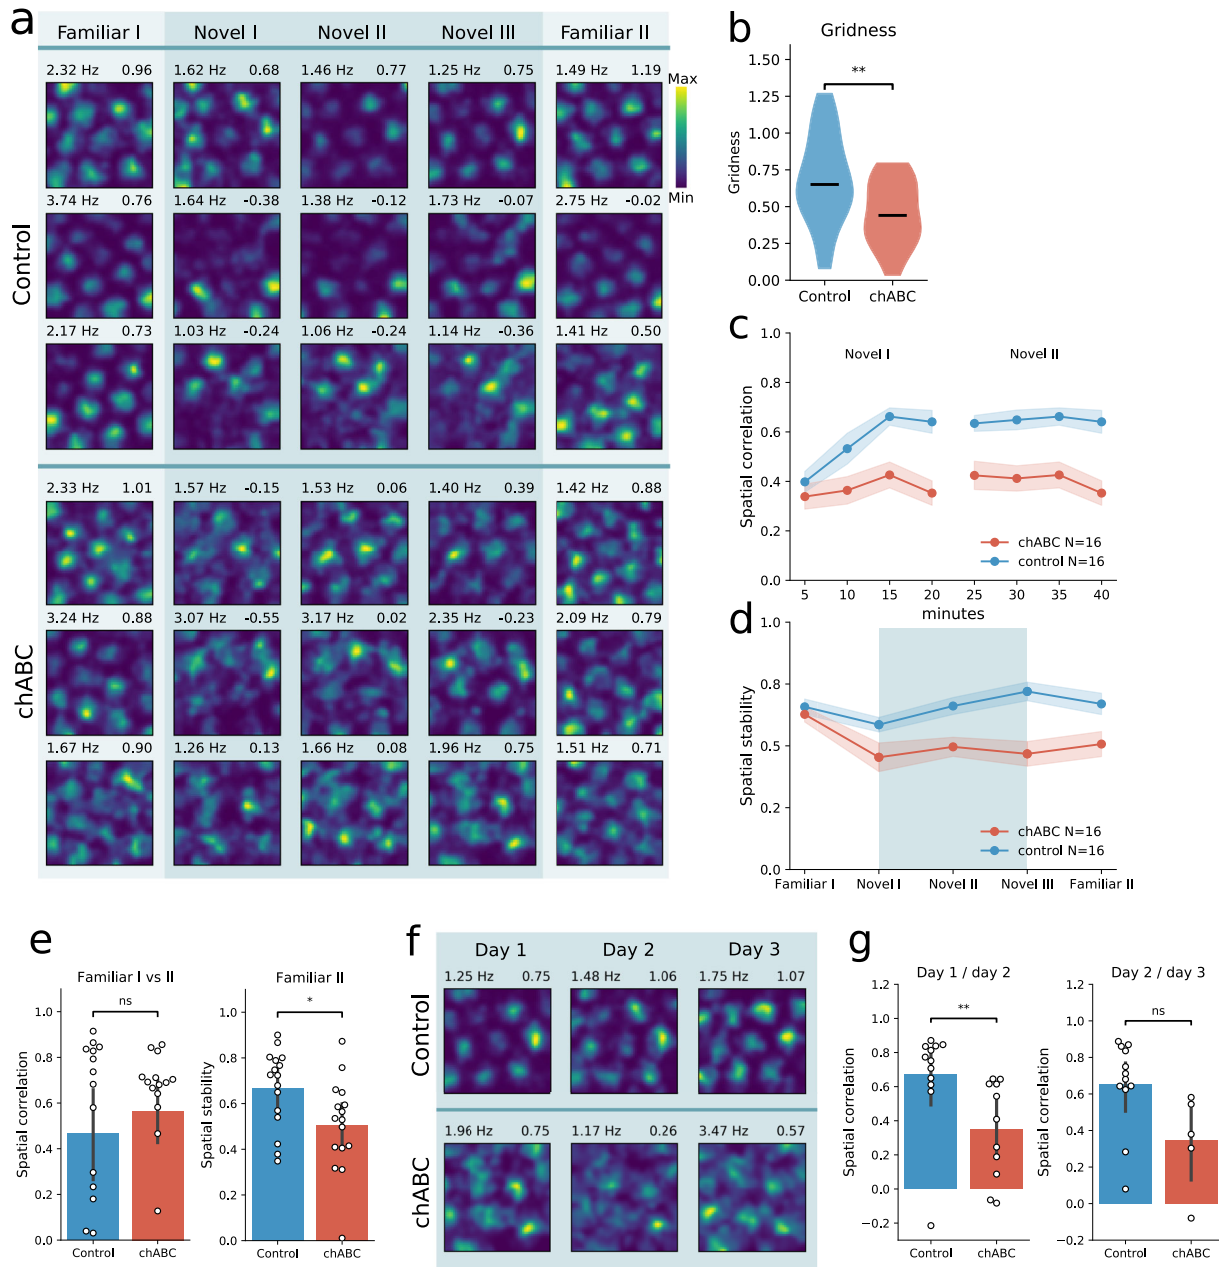 a
Familiar I Novel I Novel II Novel III Familiar II
2.32 Hz 0.96 1.62 Hz 0.68 1.46 Hz 0.77 1.25 Hz 0.75 1.49 Hz 1.19
Max
Min
Control
3.74 Hz 0.76 1.64 Hz -0.38 1.38 Hz -0.12 1.73 Hz -0.07 2.75 Hz -0.02
2.17 Hz 0.73 1.03 Hz -0.24 1.06 Hz -0.24 1.14 Hz -0.36 1.41 Hz 0.50
chABC
2.33 Hz 1.01 1.57 Hz -0.15 1.53 Hz 0.06 1.40 Hz 0.39 1.42 Hz 0.88
3.24 Hz 0.88 3.07 Hz -0.55 3.17 Hz 0.02 2.35 Hz -0.23 2.09 Hz 0.79
1.67 Hz 0.90 1.26 Hz 0.13 1.66 Hz 0.08 1.96 Hz 0.75 1.51 Hz 0.71
b
Gridness
**
Gridness
1.50
1.25
1.00
0.75
0.50
0.25
0.00
Control chABC
c
Novel I Novel II
Spatial correlation
1.0
0.8
0.6
0.4
0.2
0.0
chABC N=16
control N=16
5 10 15 20 25 30 35 40
minutes
d
Spatial stability
1.0
0.8
0.5
0.2
0.0
chABC N=16
control N=16
Familiar I Novel I Novel II Novel III Familiar II
e
Familiar I vs II
ns
Spatial correlation
1.0
0.8
0.6
0.4
0.2
0.0
Control chABC
Familiar II
*
Spatial stability
1.0
0.8
0.6
0.4
0.2
0.0
Control chABC
f
Day 1 Day 2 Day 3
Control
1.25 Hz 0.75 1.48 Hz 1.06 1.75 Hz 1.07
chABC
1.96 Hz 0.75 1.17 Hz 0.26 3.47 Hz 0.57
g
Day 1 / day 2
**
Spatial correlation
1.2
1.0
0.8
0.6
0.4
0.2
0.0
−0.2
Control chABC
Day 2 / day 3
ns
Spatial correlation
1.2
1.0
0.8
0.6
0.4
0.2
0.0
−0.2
Control chABC